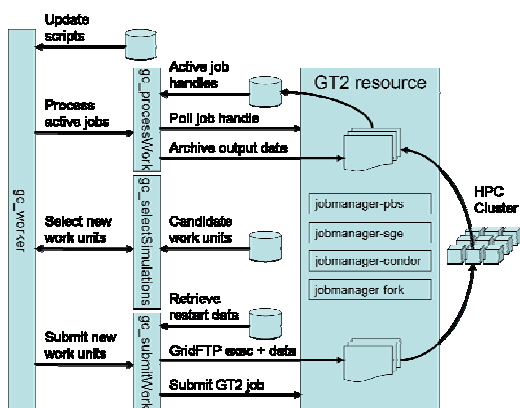 Update
scripts
gc_worker
Process
active jobs
gc_processWork
Active job
handles
Poll job handle
Archive output data
GT2 resource
jobmanager-pbs
jobmanager-sge
jobmanager-condor
jobmanager fork
HPC
Cluster
Select new
work units
gc_selectSimulations
Candidate
work units
Submit new
work units
gc_submitWork
Retrieve
restart data
GridFTP exec + data
Submit GT2 job